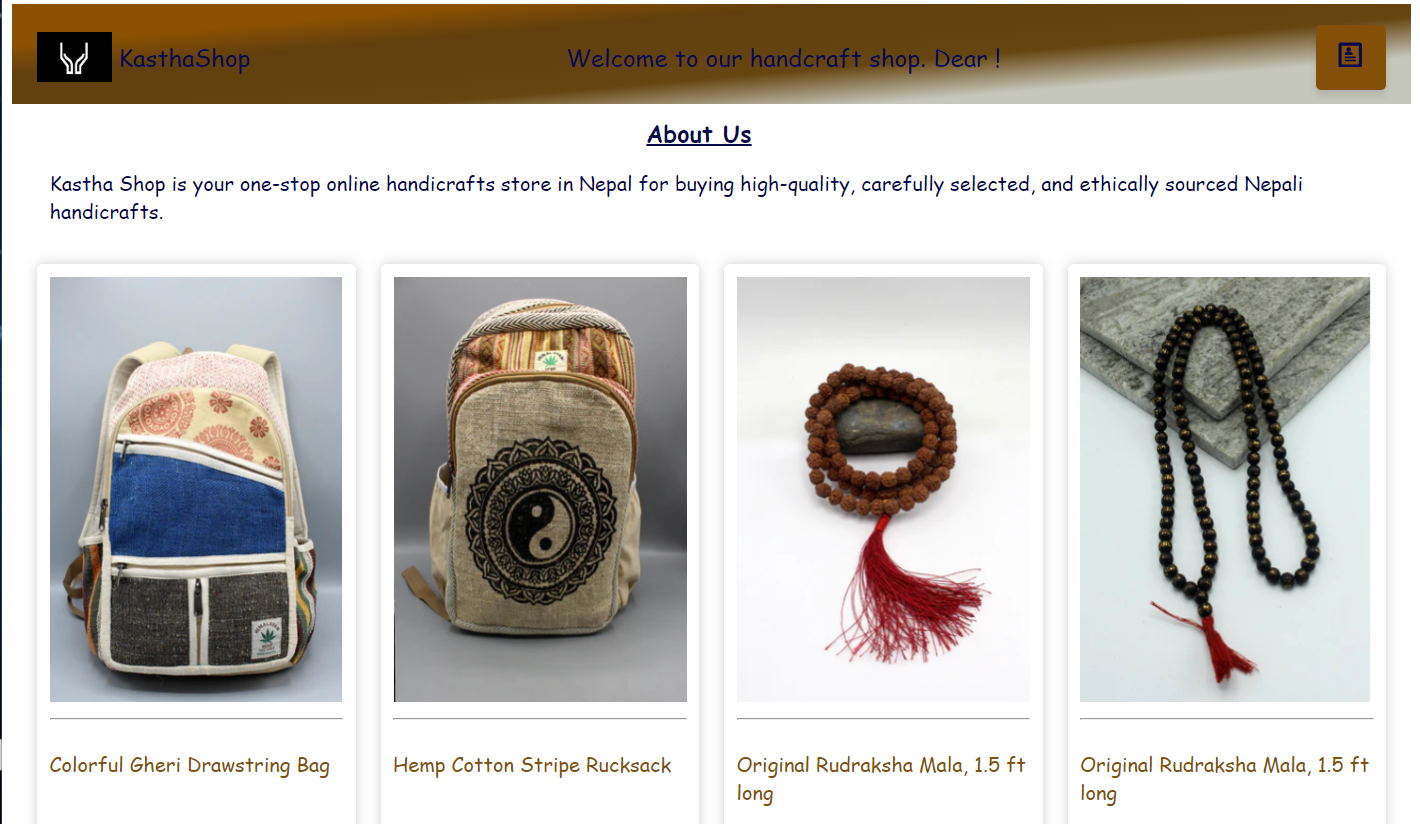 KasthaShop
Welcome to our handcraft shop. Dear !
About Us
Kastha Shop is your one-stop online handicrafts store in Nepal for buying high-quality, carefully selected, and ethically sourced Nepali
handicrafts.
HIMALAYAN
HIMALAYAN
Colorful Gheri Drawstring Bag
Hemp Cotton Stripe Rucksack
Original Rudraksha Mala, 1.5 ft
long
Original Rudraksha Mala, 1.5 ft
long